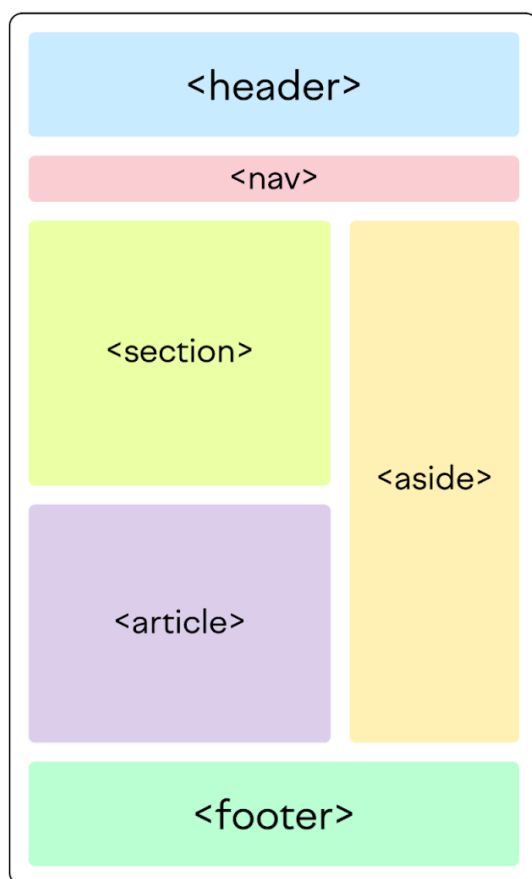 <header>
<nav>
<section>
<aside>
<article>
<footer>